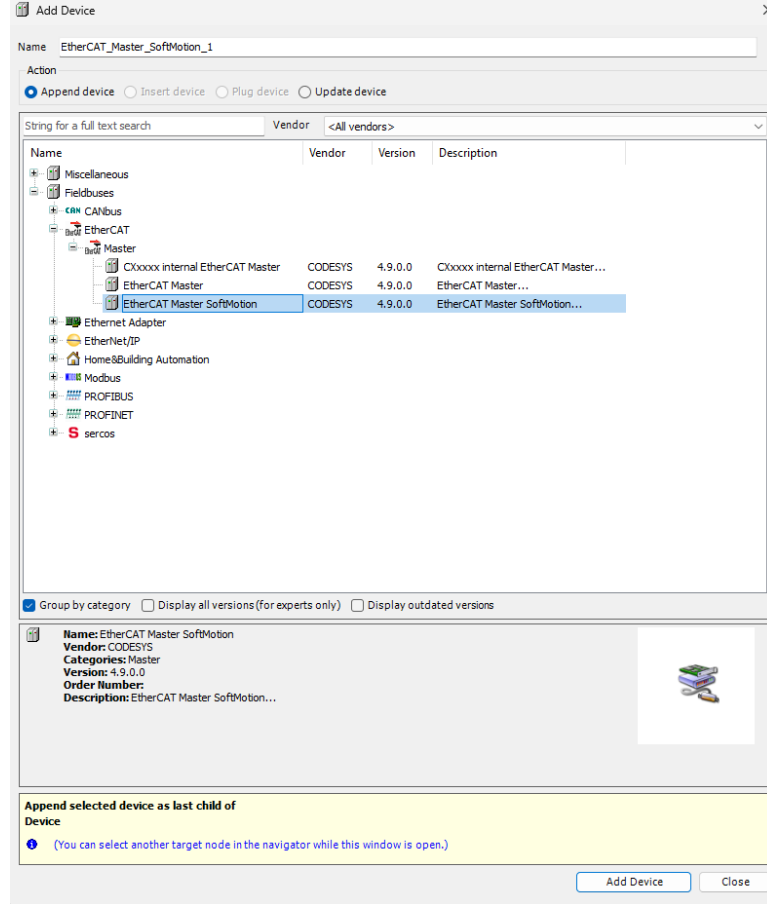 Add Device
Name EtherCAT_Master_SoftMotion_1
Action
Append device Insert device Plug device Update device
String for a full text search Vendor <All vendors>
Name Vendor Version Description
Miscellaneous
Fieldbuses
CAN CANbus
EtherCAT
Master
CXxxxx internal EtherCAT Master CODESYS 4.9.0.0 CXxxxx internal EtherCAT Master...
EtherCAT Master CODESYS 4.9.0.0 EtherCAT Master...
EtherCAT Master SoftMotion CODESYS 4.9.0.0 EtherCAT Master SoftMotion...
Ethernet Adapter
EtherNet/IP
Home&Building Automation
Modbus
PROFIBUS
PROFINET
S sercos
Group by category Display all versions (for experts only) Display outdated versions
Name: EtherCAT Master SoftMotion
Vendor: CODESYS
Categories: Master
Version: 4.9.0.0
Order Number:
Description: EtherCAT Master SoftMotion...
Append selected device as last child of
Device
(You can select another target node in the navigator while this window is open.)
Add Device Close